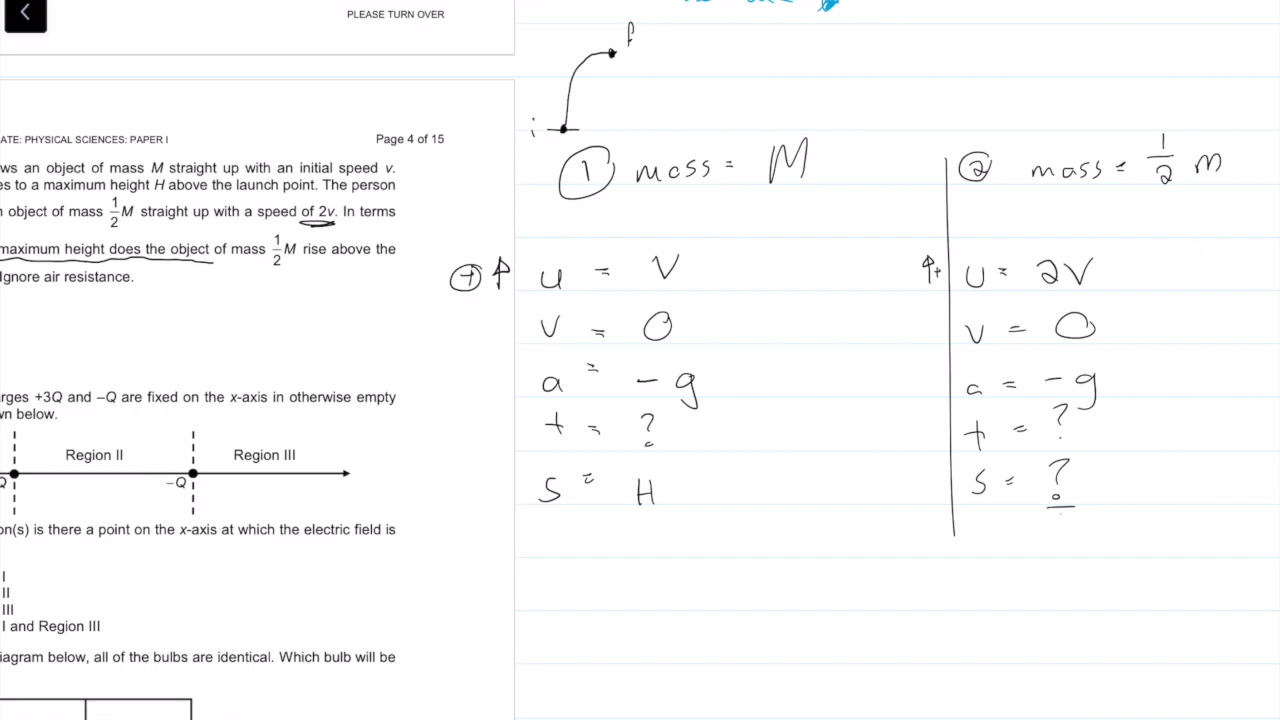 PLEASE TURN OVER
ATE: PHYSICAL SCIENCES: PAPER I
Page 4 of 15
ws an object of mass M straight up with an initial speed v.
es to a maximum height H above the launch point. The person
n object of mass 1/2 M straight up with a speed of 2v. In terms
maximum height does the object of mass 1/2 M rise above the
Ignore air resistance.
arges +3Q and –Q are fixed on the x-axis in otherwise empty
wn below.
Region II
Region III
Q
–Q
on(s) is there a point on the x-axis at which the electric field is
I
II
III
I and Region III
iagram below, all of the bulbs are identical. Which bulb will be
f
i
① mass = M
+ ↑ u = v
v = 0
a = -g
t = ?
s = H
② mass = 1/2 m
↑+ u = 2v
v = 0
a = -g
t = ?
s = ?